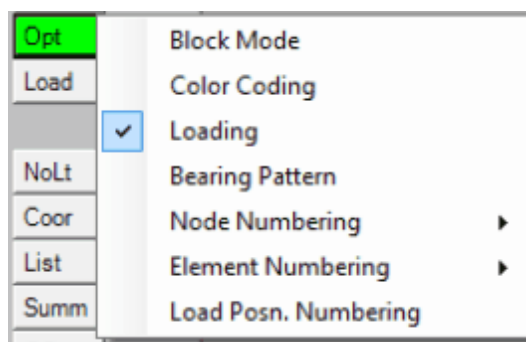 Opt
Load
NoLt
Coor
List
Summ
Block Mode
Color Coding
Loading
Bearing Pattern
Node Numbering
Element Numbering
Load Posn. Numbering